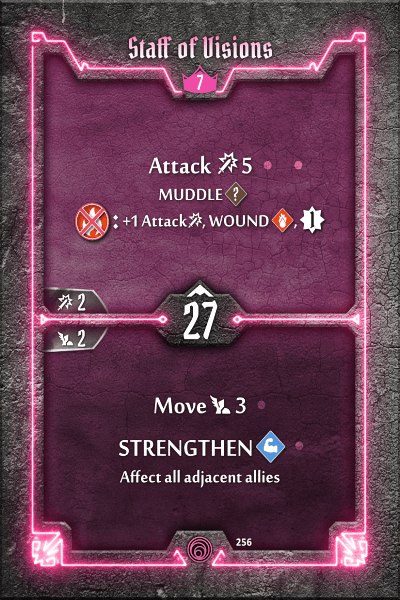 Staff of Visions
7
Attack 5
MUDDLE ?
: +1 Attack, WOUND , 1
2
27
2
Move 3
STRENGTHEN
Affect all adjacent allies
256